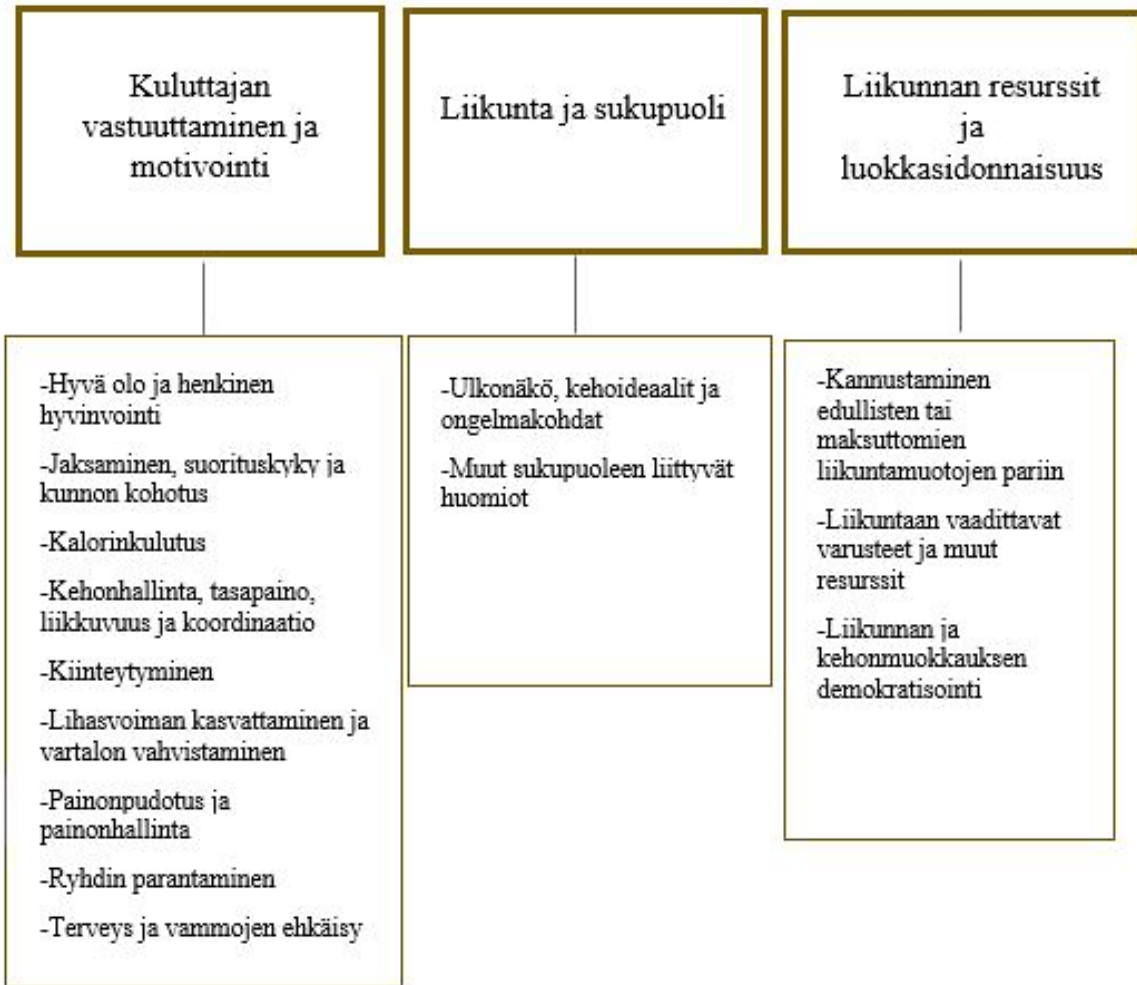 Kuluttajan
vastuuttaminen ja
motivointi
Liikunta ja sukupuoli
Liikunnan resurssit
ja
luokkasidonnaisuus
-Hyvä olo ja henkinen
hyvinvointi
-Jaksaminen, suorituskyky ja
kunnon kohotus
-Kalorinkulutus
-Kehonhallinta, tasapaino,
liikkuvuus ja koordinaatio
-Kiinteytyminen
-Lihasvoiman kasvattaminen ja
vartalon vahvistaminen
-Painonpudotus ja
painonhallinta
-Ryhdin parantaminen
-Terveys ja vammojen ehkäisy
-Ulkonäkö, kehoideaalit ja
ongelmakohdat
-Muut sukupuoleen liittyvät
huomiot
-Kannustaminen
edullisten tai
maksuttomien
liikuntamuotojen pariin
-Liikuntaan vaadittavat
varusteet ja muut
resurssit
-Liikunnan ja
kehonmuokkauksen
demokratisointi